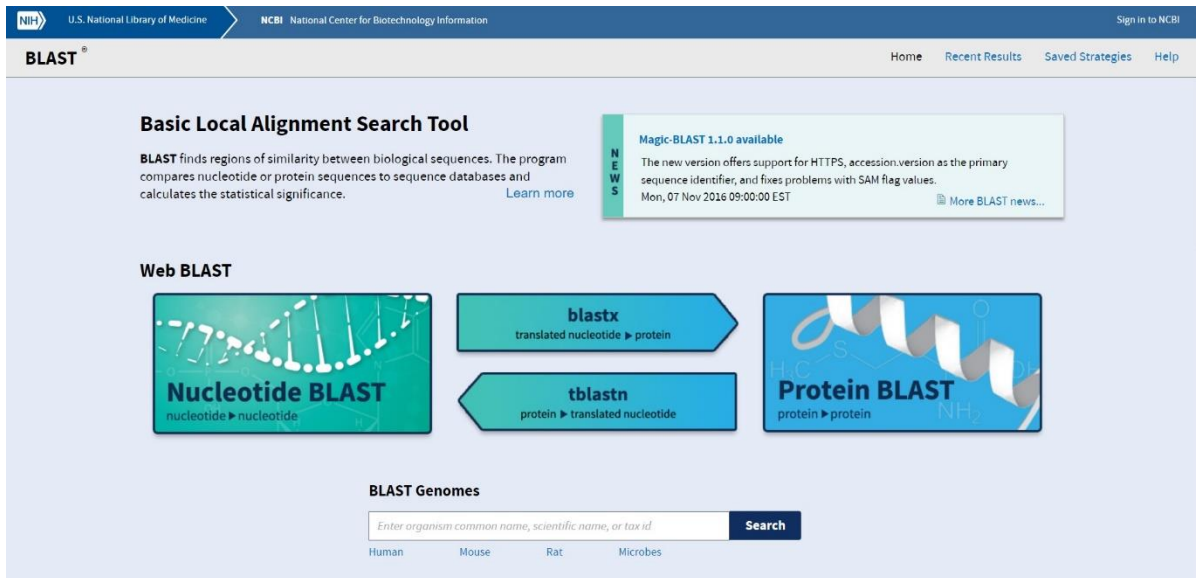 NIH
U.S. National Library of Medicine
NCBI National Center for Biotechnology Information
Sign in to NCBI
BLAST ®
Home
Recent Results
Saved Strategies
Help
Basic Local Alignment Search Tool
BLAST finds regions of similarity between biological sequences. The program
compares nucleotide or protein sequences to sequence databases and
calculates the statistical significance.
Learn more
NEWS
Magic-BLAST 1.1.0 available
The new version offers support for HTTPS, accession.version as the primary
sequence identifier, and fixes problems with SAM flag values.
Mon, 07 Nov 2016 09:00:00 EST
More BLAST news...
Web BLAST
Nucleotide BLAST
nucleotide ▶ nucleotide
blastx
translated nucleotide ▶ protein
tblastn
protein ▶ translated nucleotide
Protein BLAST
protein ▶ protein
BLAST Genomes
Enter organism common name, scientific name, or tax id
Search
Human
Mouse
Rat
Microbes